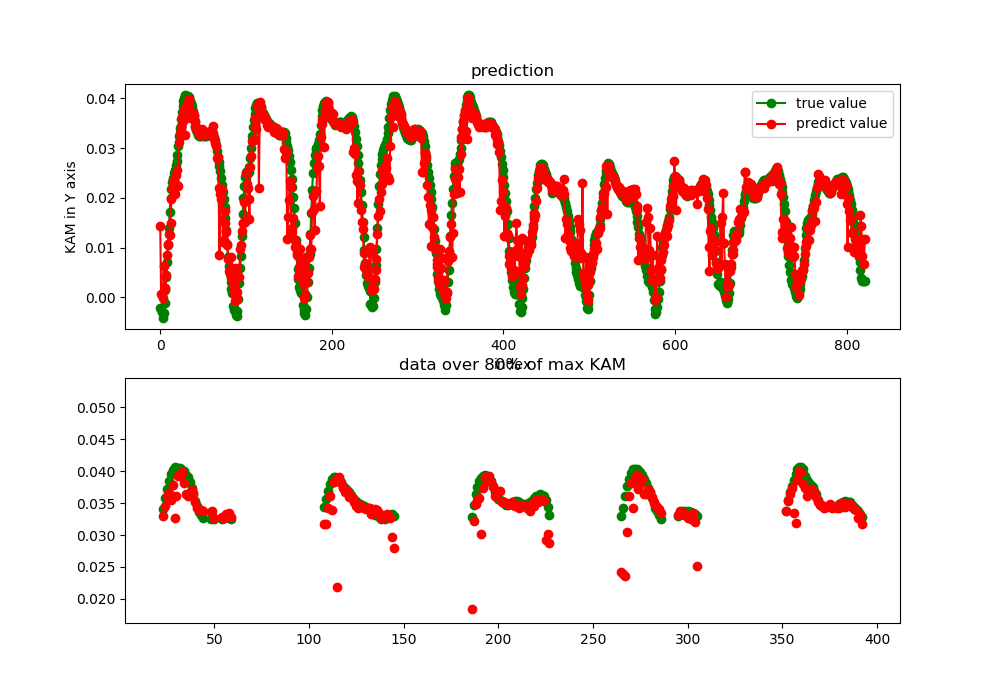 prediction
KAM in Y axis
0.04
0.03
0.02
0.01
0.00
true value
predict value
0 200 400 600 800
index
data over 80% of max KAM
0.050
0.045
0.040
0.035
0.030
0.025
0.020
50 100 150 200 250 300 350 400